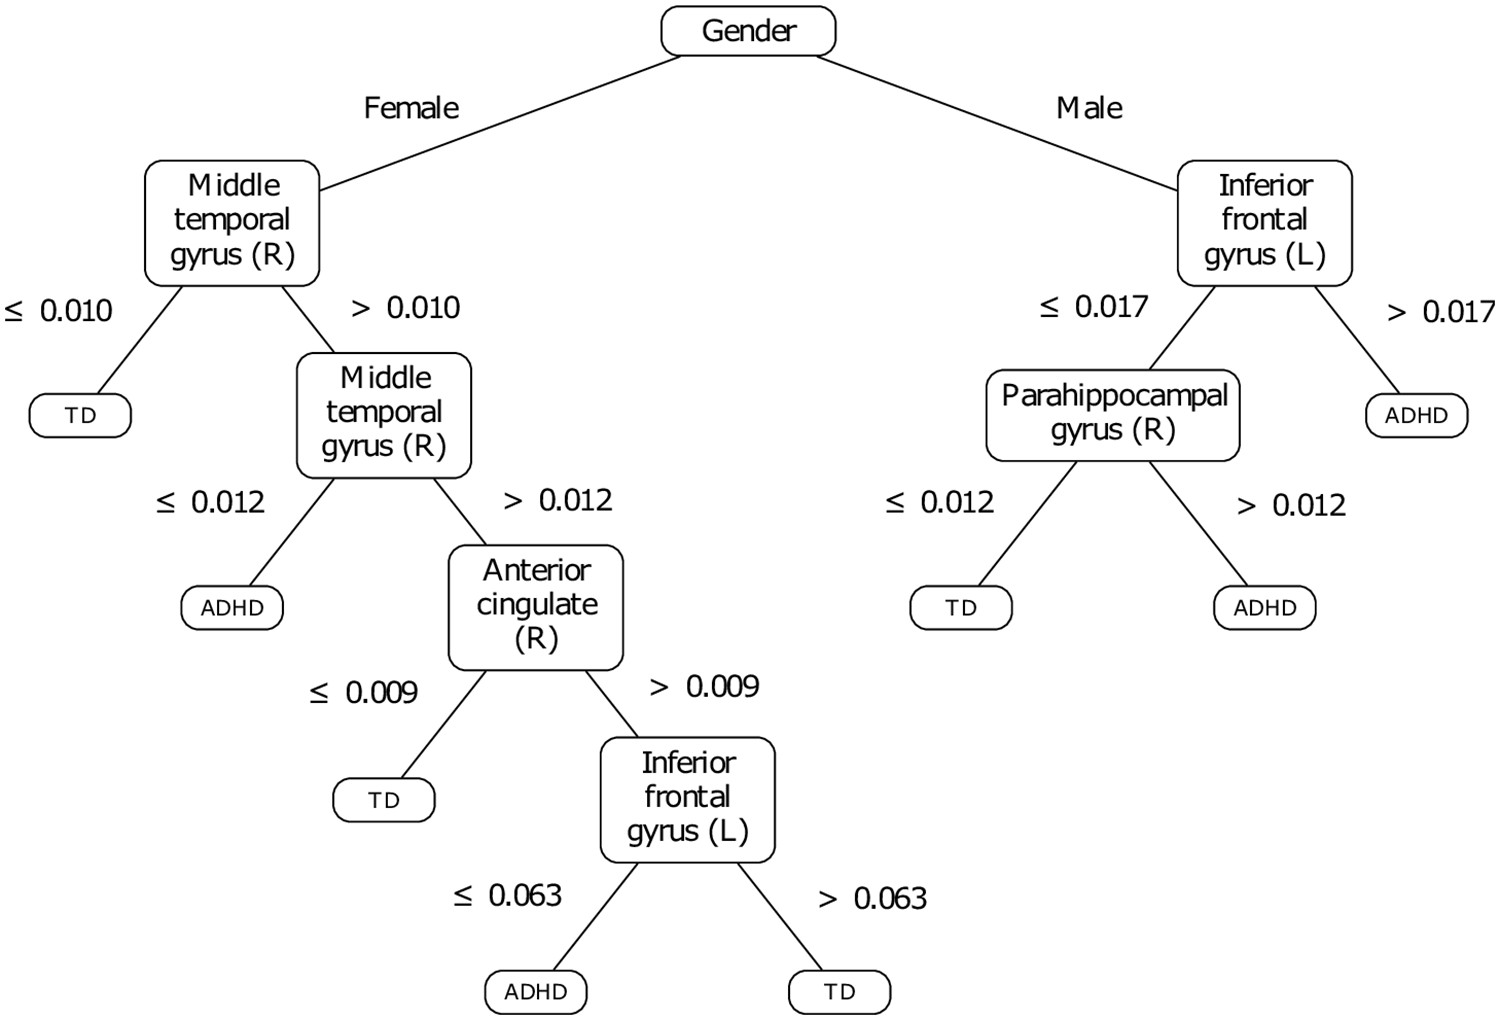 Gender
Female
Male
Middle
temporal
gyrus (R)
Inferior
frontal
gyrus (L)
≤ 0.010
> 0.010
≤ 0.017
> 0.017
TD
Middle
temporal
gyrus (R)
Parahippocampal
gyrus (R)
ADHD
≤ 0.012
> 0.012
≤ 0.012
> 0.012
ADHD
Anterior
cingulate
(R)
TD
ADHD
≤ 0.009
> 0.009
TD
Inferior
frontal
gyrus (L)
≤ 0.063
> 0.063
ADHD
TD